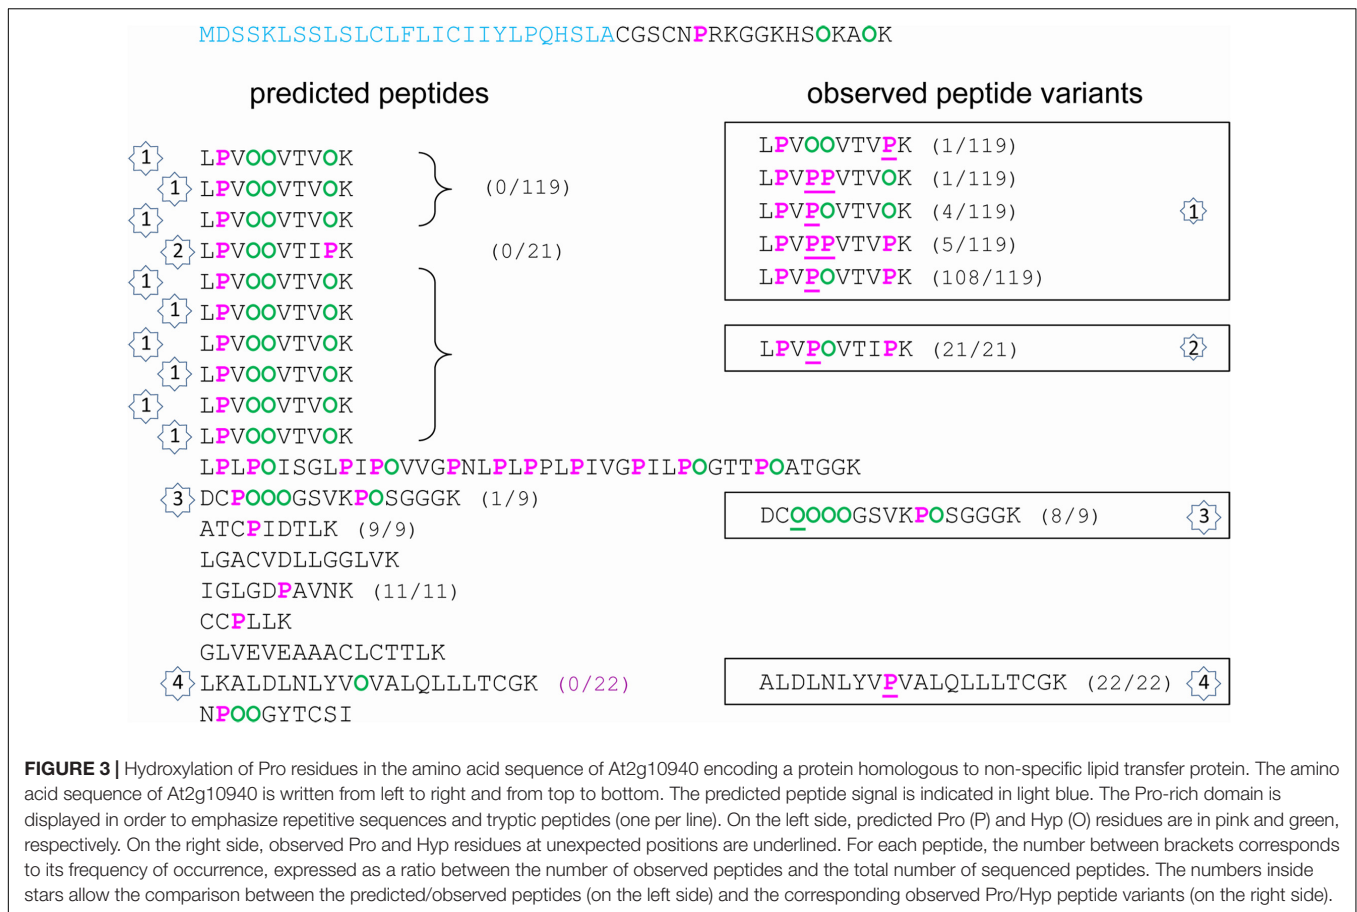 MDSSKLSSLSLCLFLICIIYLPQHSLACGSCNPRKGGKHSOKAOK
predicted peptides
observed peptide variants
1 LPVOOVTVOK
1 LPVOOVTVOK (0/119)
1 LPVOOVTVOK
2 LPVOOVTIPK (0/21)
1 LPVOOVTVOK
1 LPVOOVTVOK
1 LPVOOVTVOK
1 LPVOOVTVOK
1 LPVOOVTVOK
1 LPVOOVTVOK
LPLPOISGLPIPOVVGPNLPLPPLPIVGPILPOGTTPOATGGK
3 DCPOOOGSVKPOSGGGK (1/9)
ATCPIDTLK (9/9)
LGACVDLLGGLVK
IGLGDPAVNK (11/11)
CCPLLK
GLVEVEAAACLCTTLK
4 LKALDLNLYVOVALQLLLTCGK (0/22)
NPOOGYTCSI
LPVOOVTVPK (1/119)
LPVPPVTVOK (1/119)
LPVPOVTVOK (4/119) 1
LPVPPVTVPK (5/119)
LPVPOVTVPK (108/119)
LPVPOVTIPK (21/21) 2
DCOOOOGSVKPOSGGGK (8/9) 3
ALDLNLYVPVALQLLLTCGK (22/22) 4
FIGURE 3 | Hydroxylation of Pro residues in the amino acid sequence of At2g10940 encoding a protein homologous to non-specific lipid transfer protein. The amino
acid sequence of At2g10940 is written from left to right and from top to bottom. The predicted peptide signal is indicated in light blue. The Pro-rich domain is
displayed in order to emphasize repetitive sequences and tryptic peptides (one per line). On the left side, predicted Pro (P) and Hyp (O) residues are in pink and green,
respectively. On the right side, observed Pro and Hyp residues at unexpected positions are underlined. For each peptide, the number between brackets corresponds
to its frequency of occurrence, expressed as a ratio between the number of observed peptides and the total number of sequenced peptides. The numbers inside
stars allow the comparison between the predicted/observed peptides (on the left side) and the corresponding observed Pro/Hyp peptide variants (on the right side).